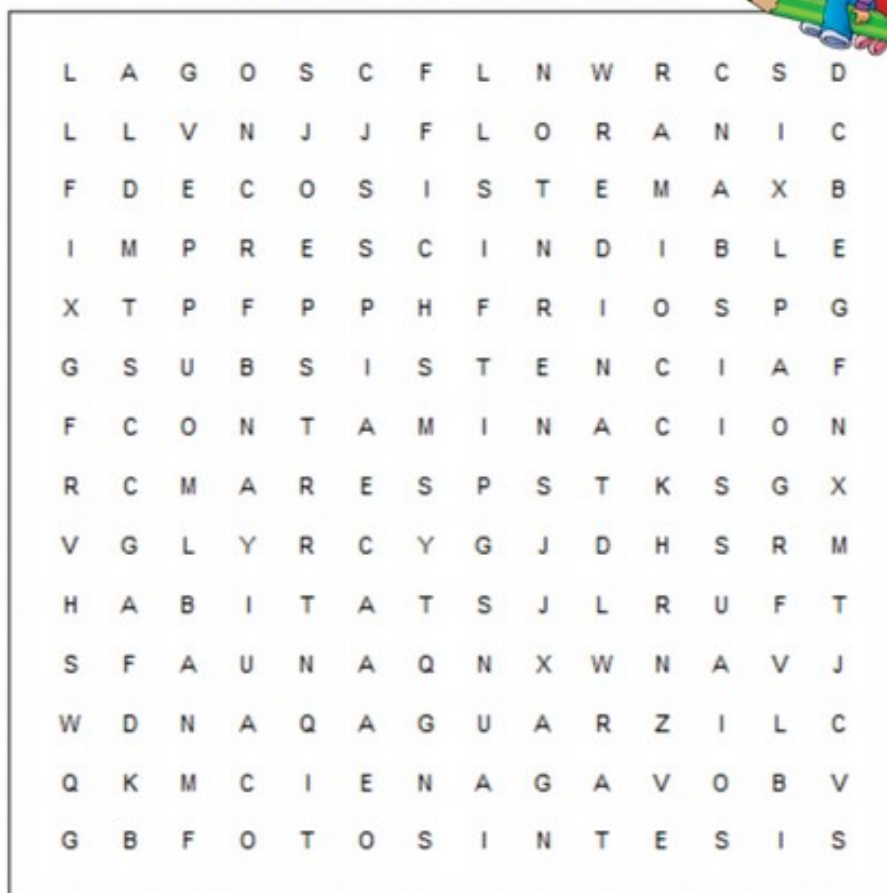 L A G O S C F L N W R C S D
L L V N J J F L O R A N I C
F D E C O S I S T E M A X B
I M P R E S C I N D I B L E
X T P F P P H F R I O S P G
G S U B S I S T E N C I A F
F C O N T A M I N A C I O N
R C M A R E S P S T K S G X
V G L Y R C Y G J D H S R M
H A B I T A T S J L R U F T
S F A U N A Q N X W N A V J
W D N A Q A G U A R Z I L C
Q K M C I E N A G A V O B V
G B F O T O S I N T E S I S